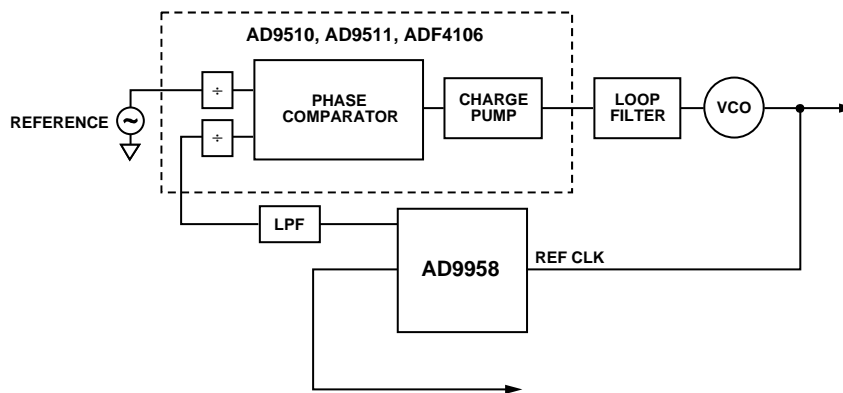 AD9510, AD9511, ADF4106
REFERENCE
~
÷
÷
PHASE
COMPARATOR
CHARGE
PUMP
LOOP
FILTER
VCO
LPF
AD9958
REF CLK